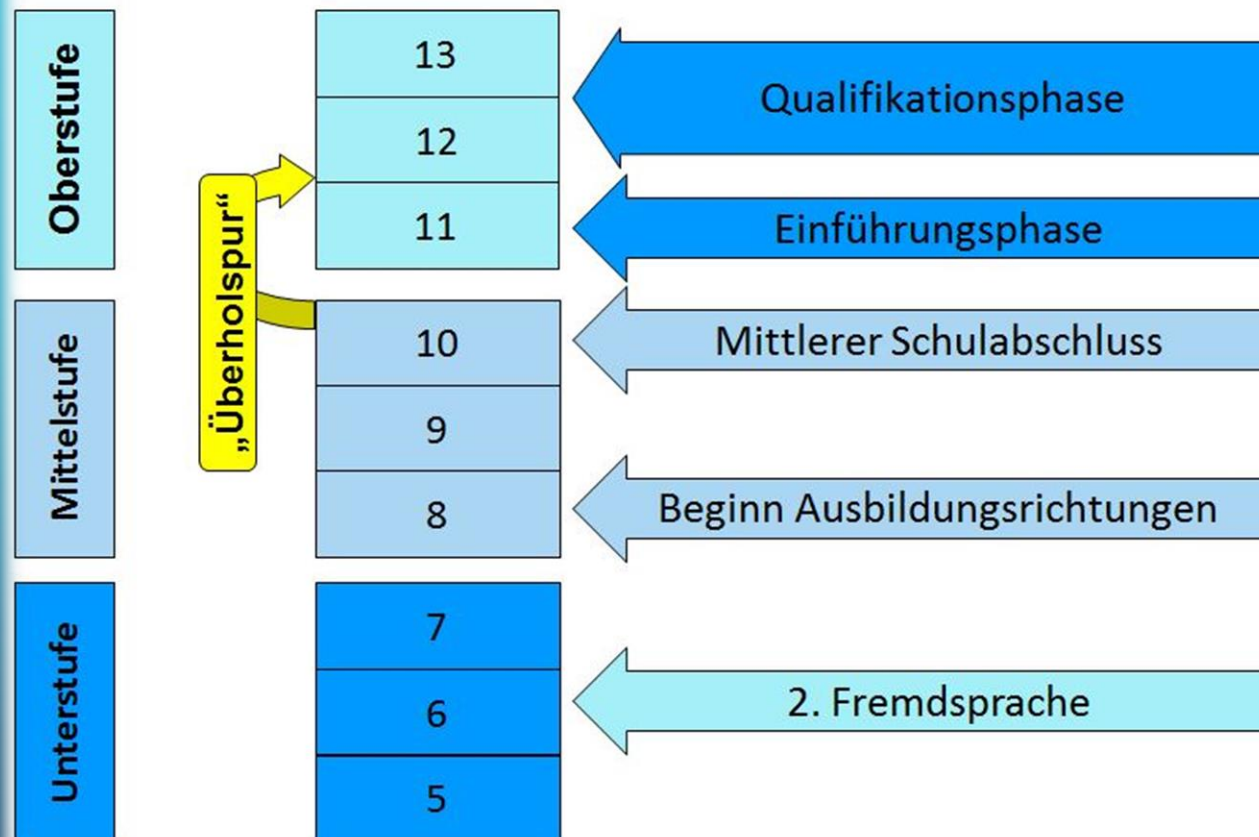 Oberstufe
13
12
11
Qualifikationsphase
Einführungsphase
„Überholspur“
Mittelstufe
10
9
8
Mittlerer Schulabschluss
Beginn Ausbildungsrichtungen
Unterstufe
7
6
5
2. Fremdsprache